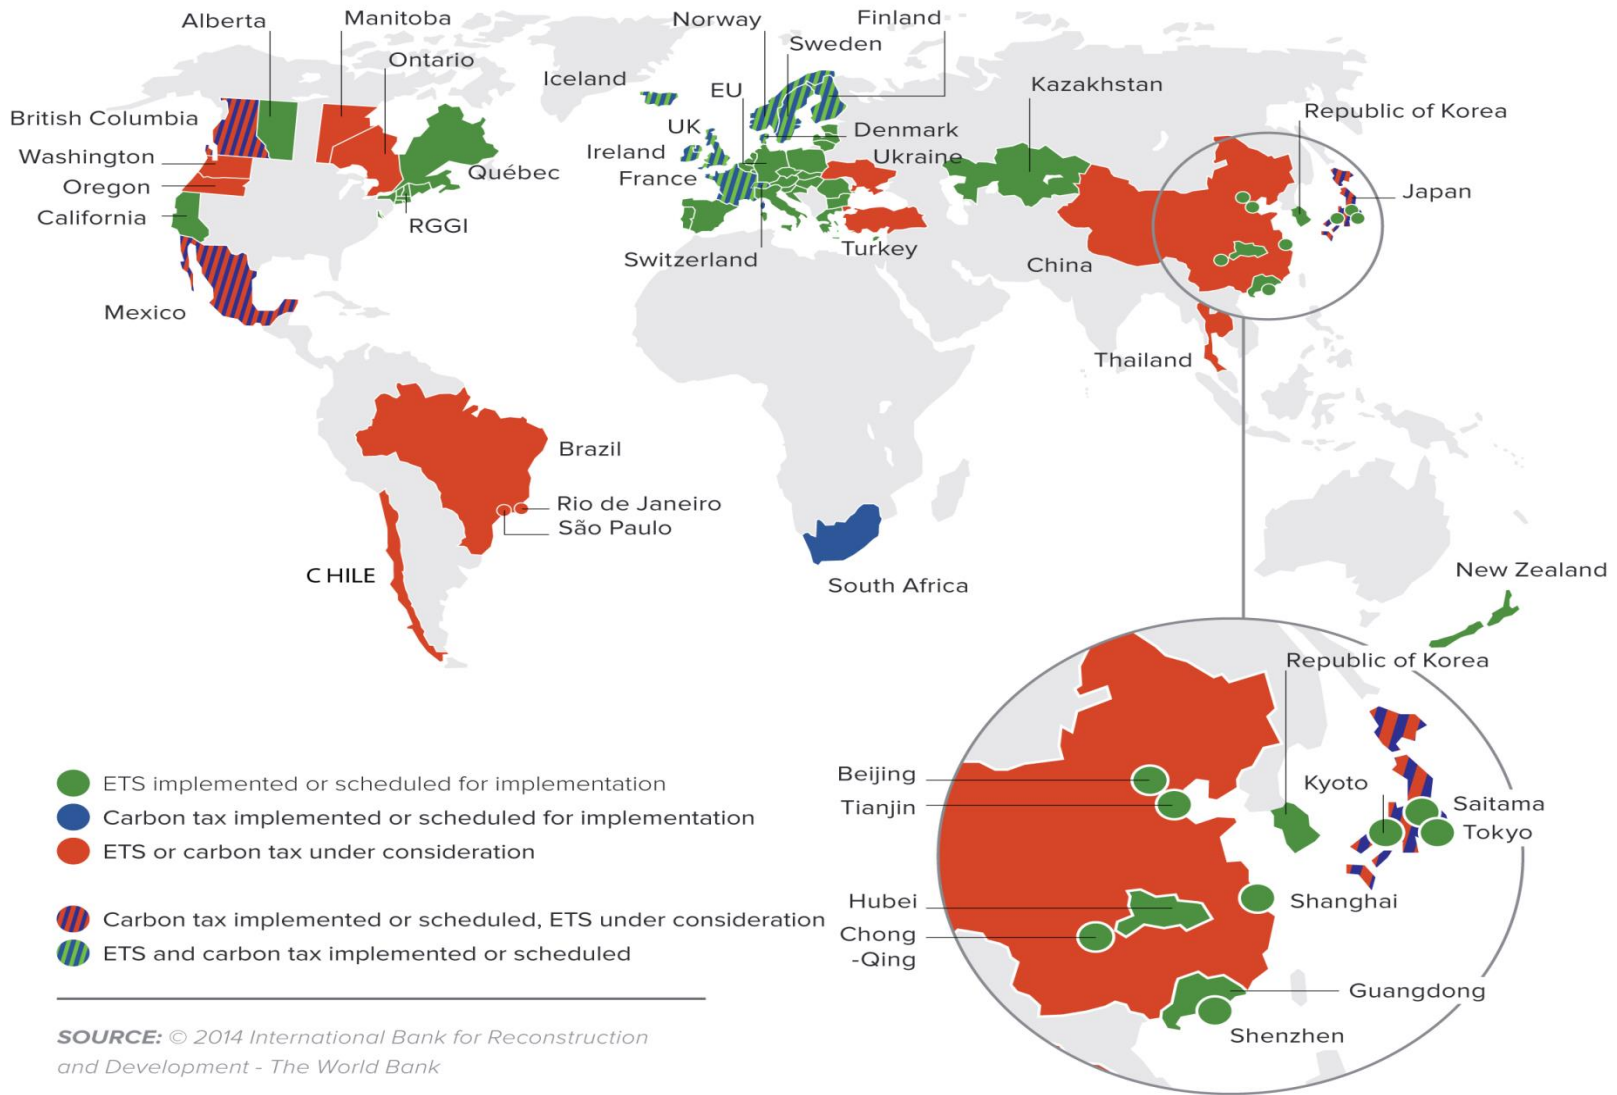 Alberta
Manitoba
Ontario
British Columbia
Washington
Oregon
California
Québec
RGGI
Mexico
Norway
Finland
Sweden
Iceland
EU
UK
Denmark
Ireland
Ukraine
France
Switzerland
Turkey
Kazakhstan
Republic of Korea
Japan
China
Thailand
Brazil
Rio de Janeiro
São Paulo
CHILE
South Africa
New Zealand
Republic of Korea
Beijing
Tianjin
Kyoto
Saitama
Tokyo
Hubei
Shanghai
Chong
-Qing
Guangdong
Shenzhen
ETS implemented or scheduled for implementation
Carbon tax implemented or scheduled for implementation
ETS or carbon tax under consideration
Carbon tax implemented or scheduled, ETS under consideration
ETS and carbon tax implemented or scheduled
SOURCE: © 2014 International Bank for Reconstruction
and Development - The World Bank